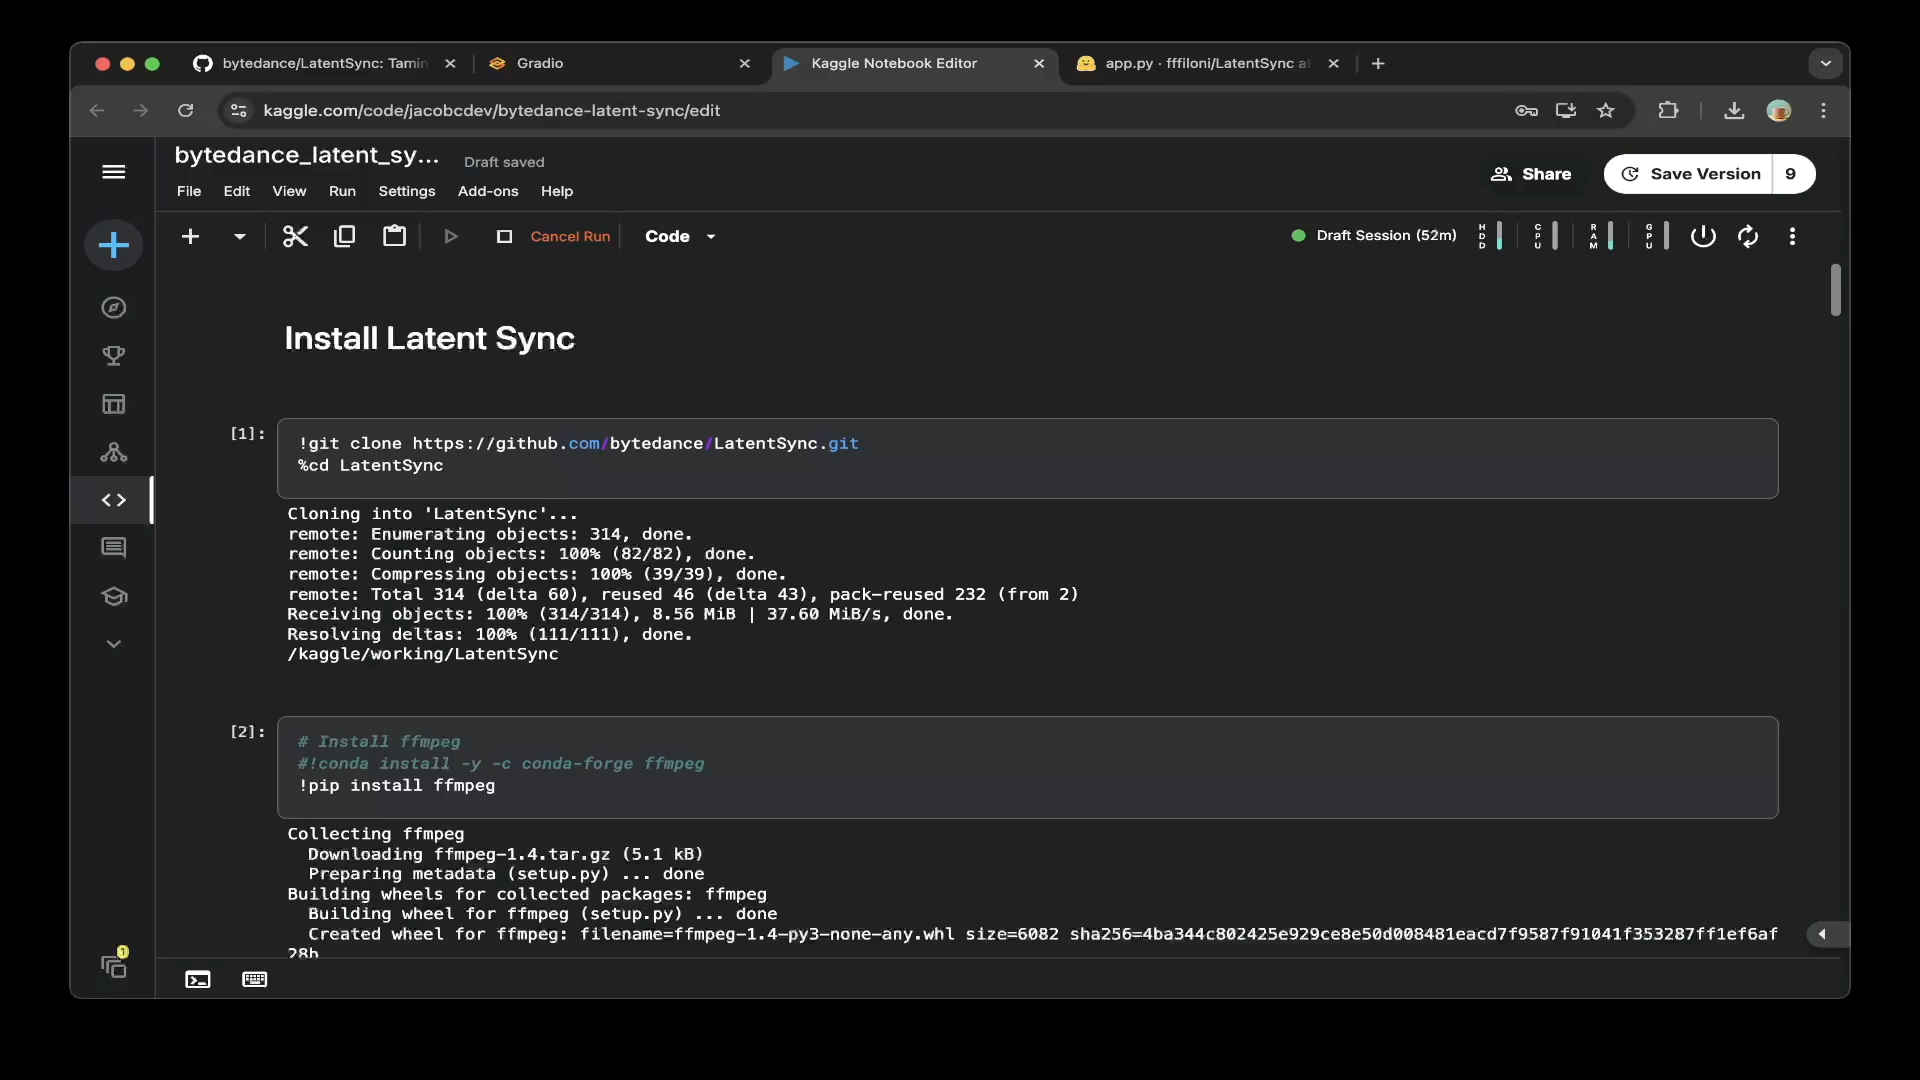 bytedance/LatentSync: Tamin
Gradio
Kaggle Notebook Editor
app.py · fffiloni/LatentSync at
kaggle.com/code/jacobcdev/bytedance-latent-sync/edit
bytedance_latent_sy...
Draft saved
Share
Save Version
9
File
Edit
View
Run
Settings
Add-ons
Help
Cancel Run
Code
Draft Session (52m)
HDD
CPU
RAM
GPU
Install Latent Sync
[1]:
!git clone https://github.com/bytedance/LatentSync.git
%cd LatentSync
Cloning into 'LatentSync'...
remote: Enumerating objects: 314, done.
remote: Counting objects: 100% (82/82), done.
remote: Compressing objects: 100% (39/39), done.
remote: Total 314 (delta 60), reused 46 (delta 43), pack-reused 232 (from 2)
Receiving objects: 100% (314/314), 8.56 MiB | 37.60 MiB/s, done.
Resolving deltas: 100% (111/111), done.
/kaggle/working/LatentSync
[2]:
# Install ffmpeg
#!conda install -y -c conda-forge ffmpeg
!pip install ffmpeg
Collecting ffmpeg
Downloading ffmpeg-1.4.tar.gz (5.1 kB)
Preparing metadata (setup.py) ... done
Building wheels for collected packages: ffmpeg
Building wheel for ffmpeg (setup.py) ... done
Created wheel for ffmpeg: filename=ffmpeg-1.4-py3-none-any.whl size=6082 sha256=4ba344c802425e929ce8e50d008481eacd7f9587f91041f353287ff1ef6af
28b
1